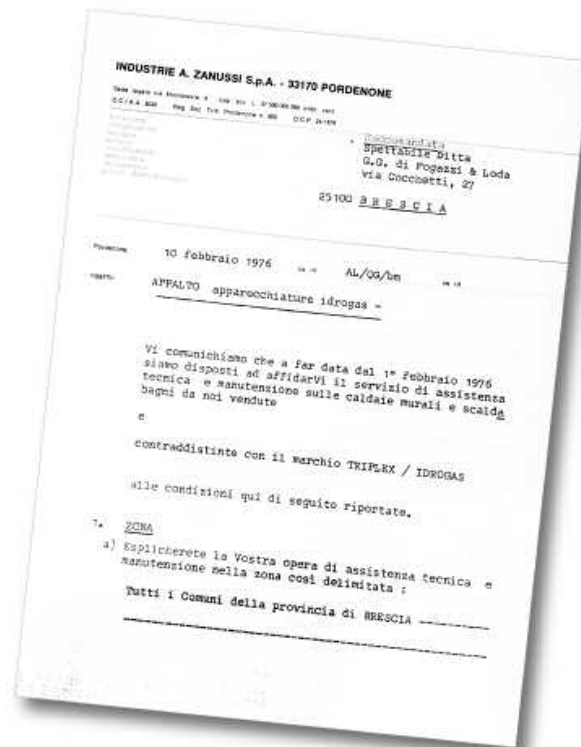 INDUSTRIE A. ZANUSSI S.p.A. - 33170 PORDENONE
Raccomandata
Spettabile Ditta
G.G. di Fogazzi & Loda
via Cocchetti, 27
25100 BRESCIA
Pordenone 10 febbraio 1976 AL/QG/bm
oggetto APPALTO apparecchiature idrogas -
Vi comunichiamo che a far data dal 1° febbraio 1976
siamo disposti ad affidarvi il servizio di assistenza
tecnica e manutenzione sulle caldaie murali e scalda
bagni da noi vendute
e
contraddistinte con il marchio TRIPLEX / IDROGAS
alle condizioni qui di seguito riportate.
1. ZONA
a) Esplicherete la Vostra opera di assistenza tecnica e
manutenzione nella zona così delimitata :
Tutti i Comuni della provincia di BRESCIA ----------